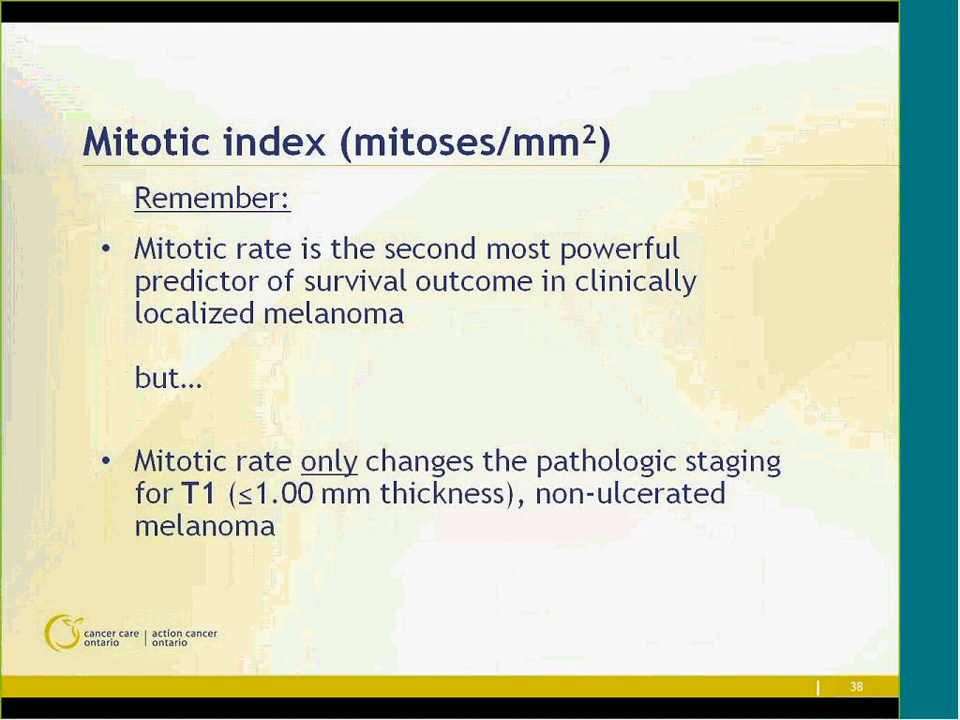 Mitotic index (mitoses/mm²)
Remember:
• Mitotic rate is the second most powerful
predictor of survival outcome in clinically
localized melanoma
but…
• Mitotic rate only changes the pathologic staging
for T1 (≤1.00 mm thickness), non-ulcerated
melanoma
cancer care | action cancer
ontario | ontario
| 38